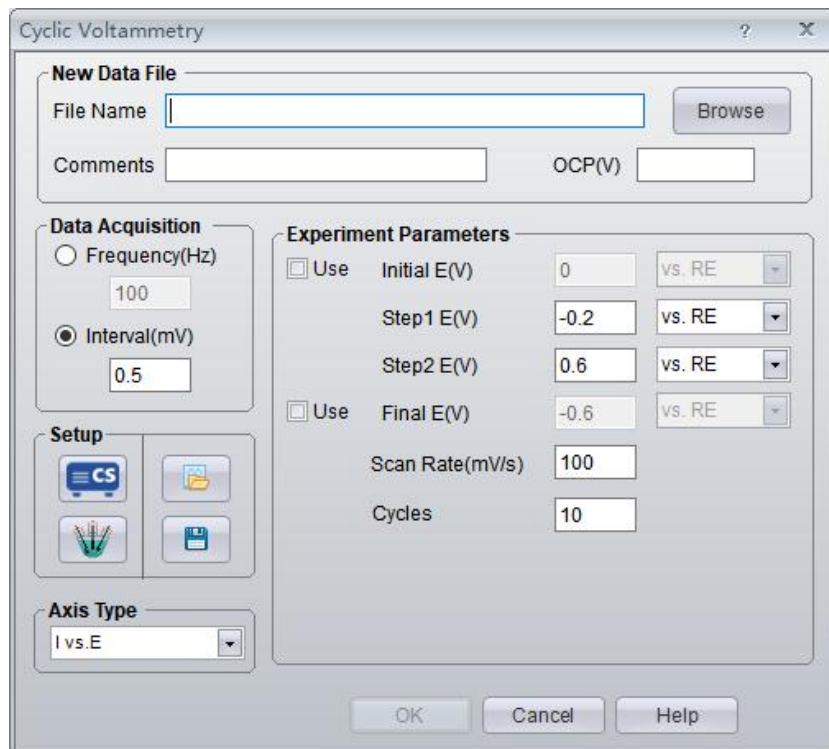 Cyclic Voltammetry ? X
New Data File
File Name Browse
Comments OCP(V)
Data Acquisition
Frequency(Hz)
100
Interval(mV)
0.5
Setup
CS
Axis Type
I vs.E
Experiment Parameters
Use Initial E(V) 0 vs. RE
Step1 E(V) -0.2 vs. RE
Step2 E(V) 0.6 vs. RE
Use Final E(V) -0.6 vs. RE
Scan Rate(mV/s) 100
Cycles 10
OK Cancel Help